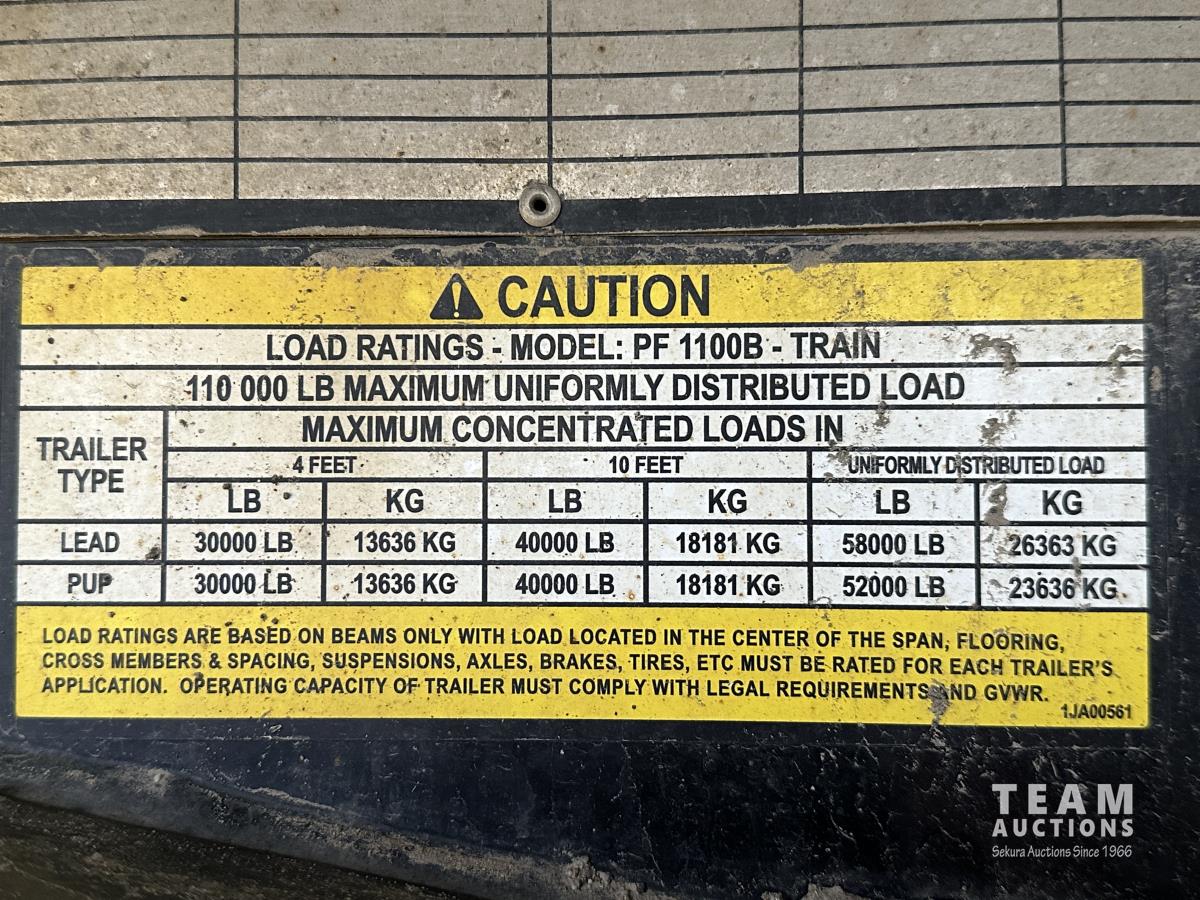 CAUTION
LOAD RATINGS - MODEL: PF 1100B - TRAIN
110 000 LB MAXIMUM UNIFORMLY DISTRIBUTED LOAD
TRAILER TYPE
MAXIMUM CONCENTRATED LOADS IN
4 FEET 10 FEET UNIFORMLY DISTRIBUTED LOAD
LB KG LB KG LB KG
LEAD 30000 LB 13636 KG 40000 LB 18181 KG 58000 LB 26363 KG
PUP 30000 LB 13636 KG 40000 LB 18181 KG 52000 LB 23636 KG
LOAD RATINGS ARE BASED ON BEAMS ONLY WITH LOAD LOCATED IN THE CENTER OF THE SPAN, FLOORING,
CROSS MEMBERS & SPACING, SUSPENSIONS, AXLES, BRAKES, TIRES, ETC MUST BE RATED FOR EACH TRAILER'S
APPLICATION. OPERATING CAPACITY OF TRAILER MUST COMPLY WITH LEGAL REQUIREMENTS AND GVWR.
1JA00561
TEAM
AUCTIONS
Sekura Auctions Since 1966